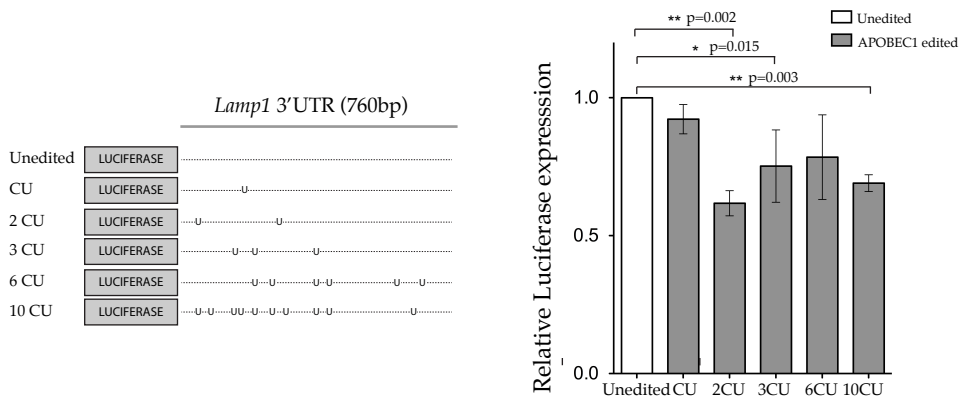 Lamp1 3'UTR (760bp)
Unedited LUCIFERASE
CU LUCIFERASE U
2 CU LUCIFERASE U U
3 CU LUCIFERASE U U U
6 CU LUCIFERASE U U U U U U
10 CU LUCIFERASE U U U U U U U U U U
Unedited
APOBEC1 edited
** p=0.002
* p=0.015
** p=0.003
Relative Luciferase expresssion
1.0
0.5
0.0
Unedited CU 2CU 3CU 6CU 10CU